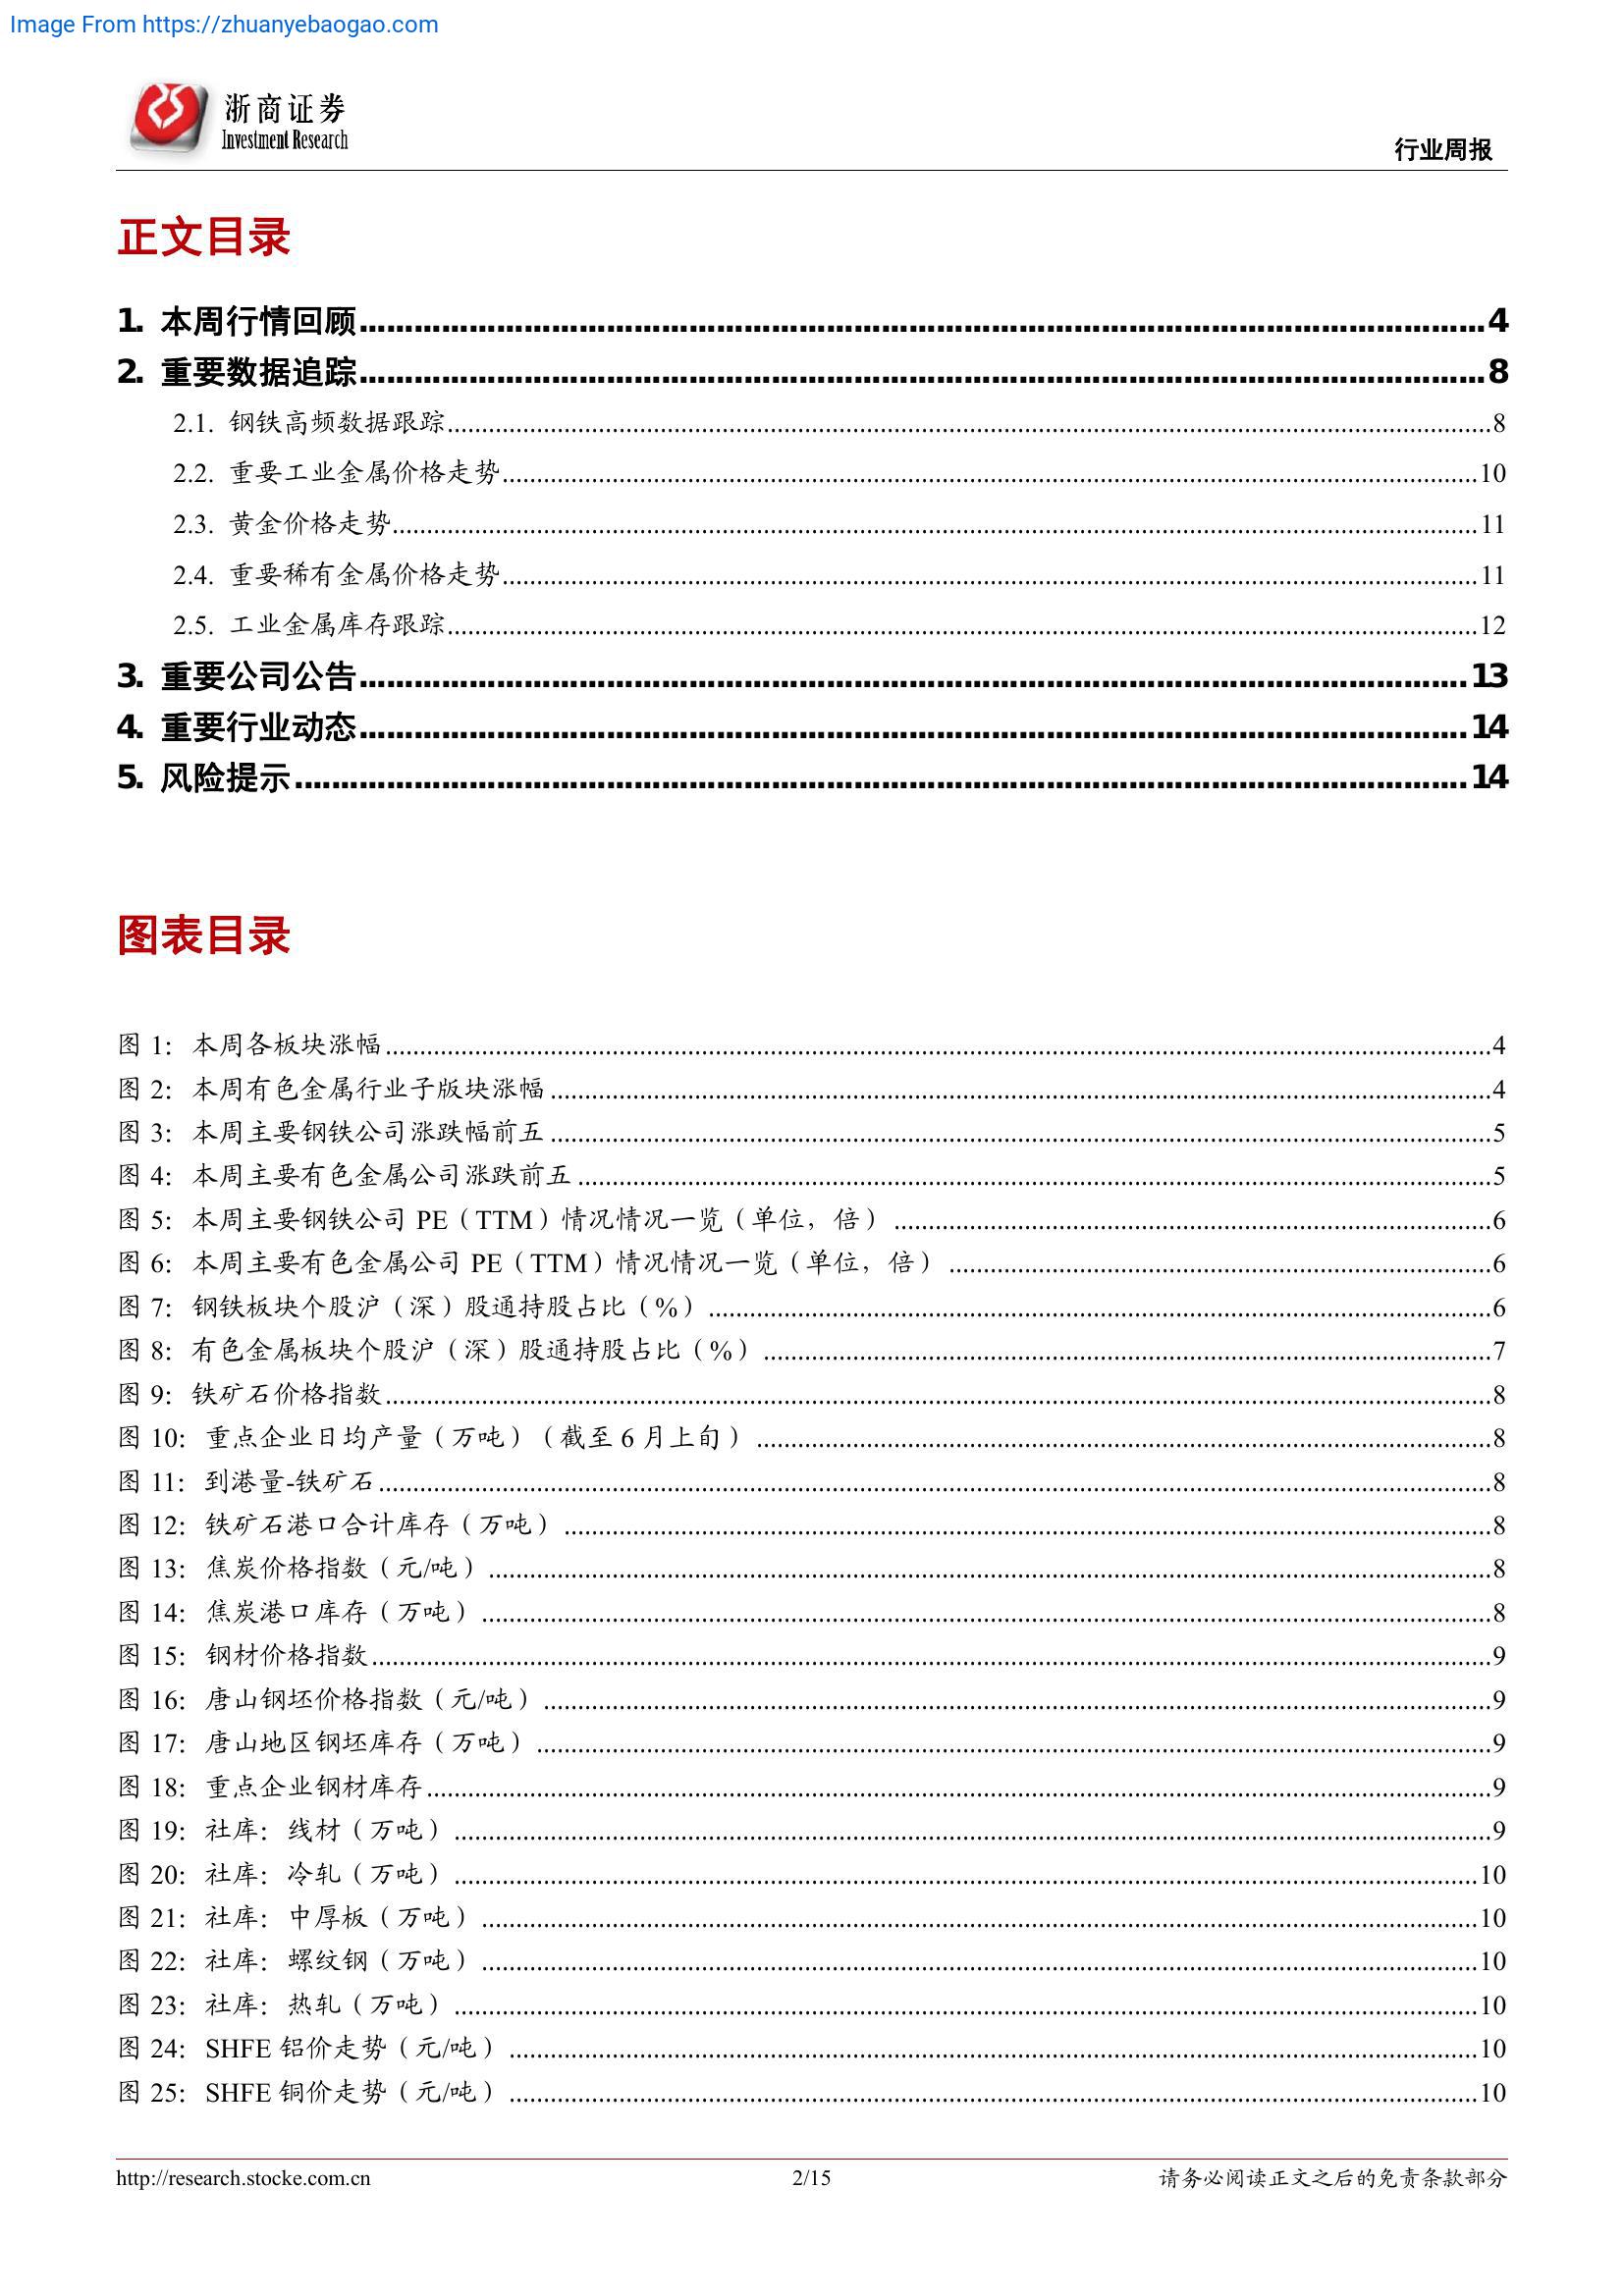 Image From https://zhuanyebaogao.com
浙商证券
Investment Research
行业周报
正文目录
1. 本周行情回顾 4
2. 重要数据追踪 8
2.1. 钢铁高频数据跟踪 8
2.2. 重要工业金属价格走势 10
2.3. 黄金价格走势 11
2.4. 重要稀有金属价格走势 11
2.5. 工业金属库存跟踪 12
3. 重要公司公告 13
4. 重要行业动态 14
5. 风险提示 14
图表目录
图 1：本周各板块涨幅 4
图 2：本周有色金属行业子版块涨幅 4
图 3：本周主要钢铁公司涨跌幅前五 5
图 4：本周主要有色金属公司涨跌前五 5
图 5：本周主要钢铁公司 PE（TTM）情况情况一览（单位，倍） 6
图 6：本周主要有色金属公司 PE（TTM）情况情况一览（单位，倍） 6
图 7：钢铁板块个股沪（深）股通持股占比（%） 6
图 8：有色金属板块个股沪（深）股通持股占比（%） 7
图 9：铁矿石价格指数 8
图 10：重点企业日均产量（万吨）（截至 6 月上旬） 8
图 11：到港量-铁矿石 8
图 12：铁矿石港口合计库存（万吨） 8
图 13：焦炭价格指数（元/吨） 8
图 14：焦炭港口库存（万吨） 8
图 15：钢材价格指数 9
图 16：唐山钢坯价格指数（元/吨） 9
图 17：唐山地区钢坯库存（万吨） 9
图 18：重点企业钢材库存 9
图 19：社库：线材（万吨） 9
图 20：社库：冷轧（万吨） 10
图 21：社库：中厚板（万吨） 10
图 22：社库：螺纹钢（万吨） 10
图 23：社库：热轧（万吨） 10
图 24：SHFE 铝价走势（元/吨） 10
图 25：SHFE 铜价走势（元/吨） 10
http://research.stocke.com.cn 2/15 请务必阅读正文之后的免责条款部分